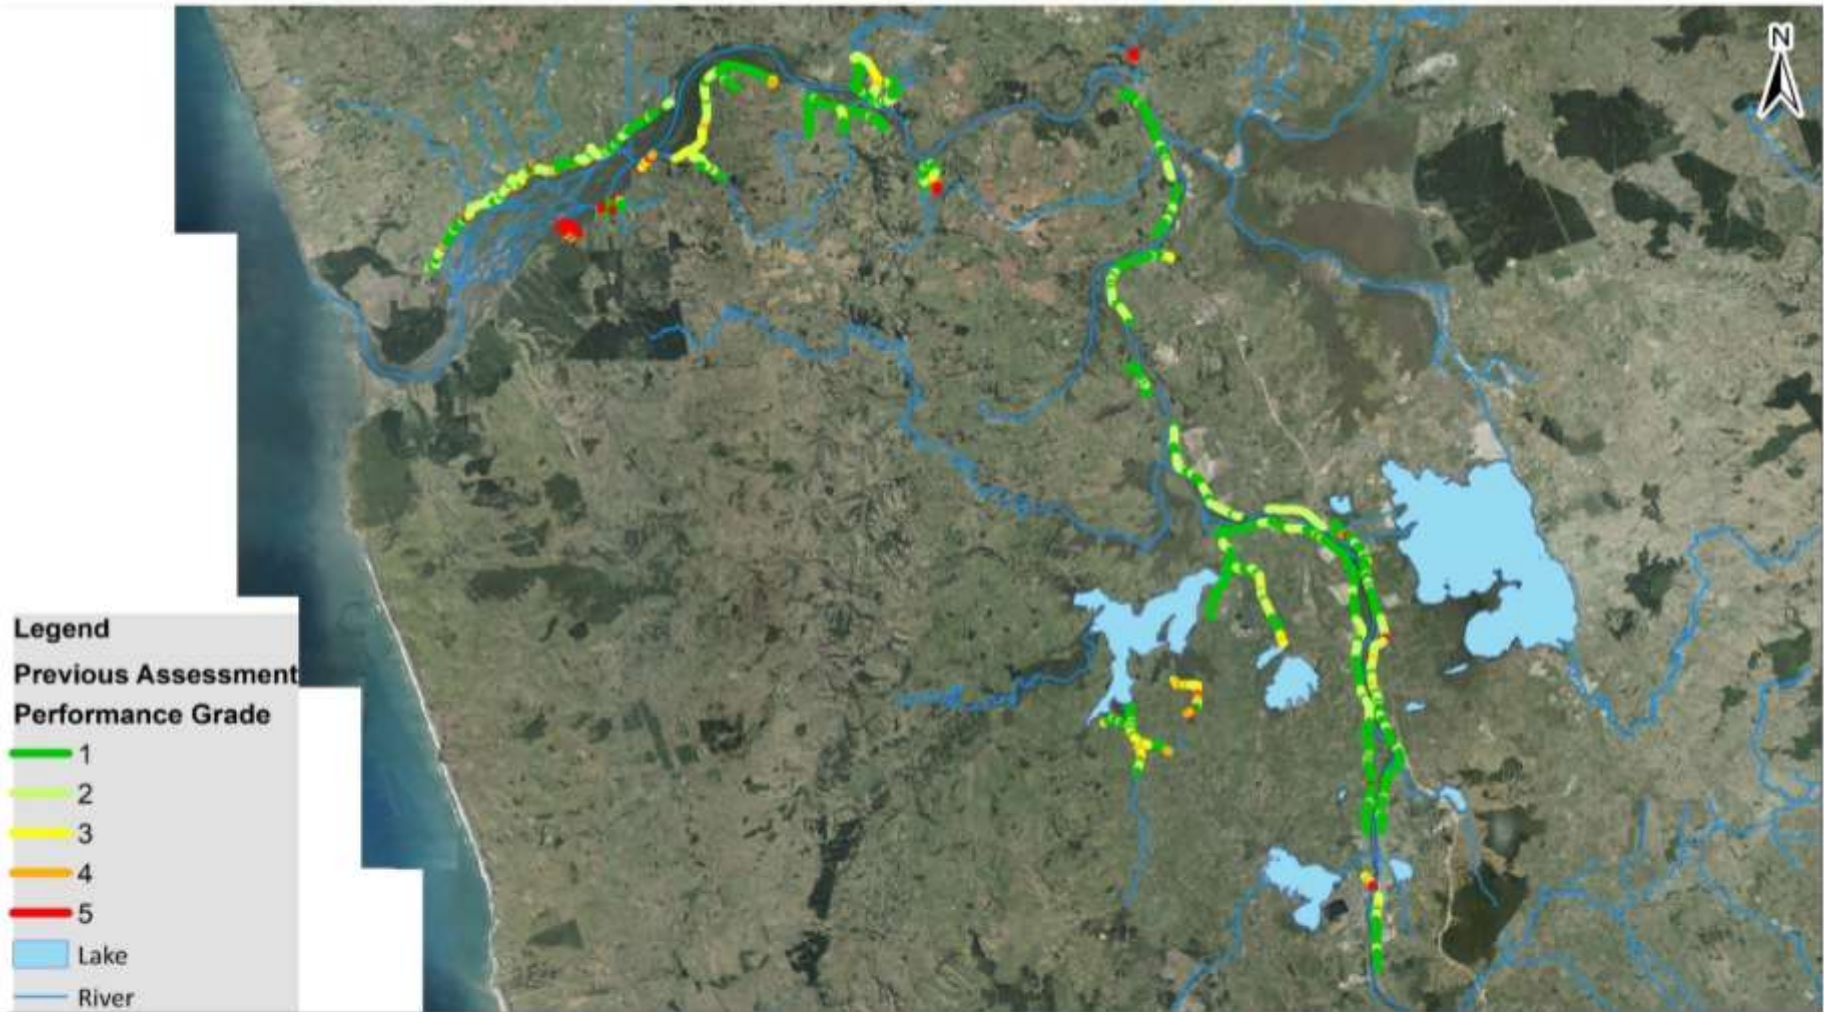 N
Legend
Previous Assessment
Performance Grade
1
2
3
4
5
Lake
River